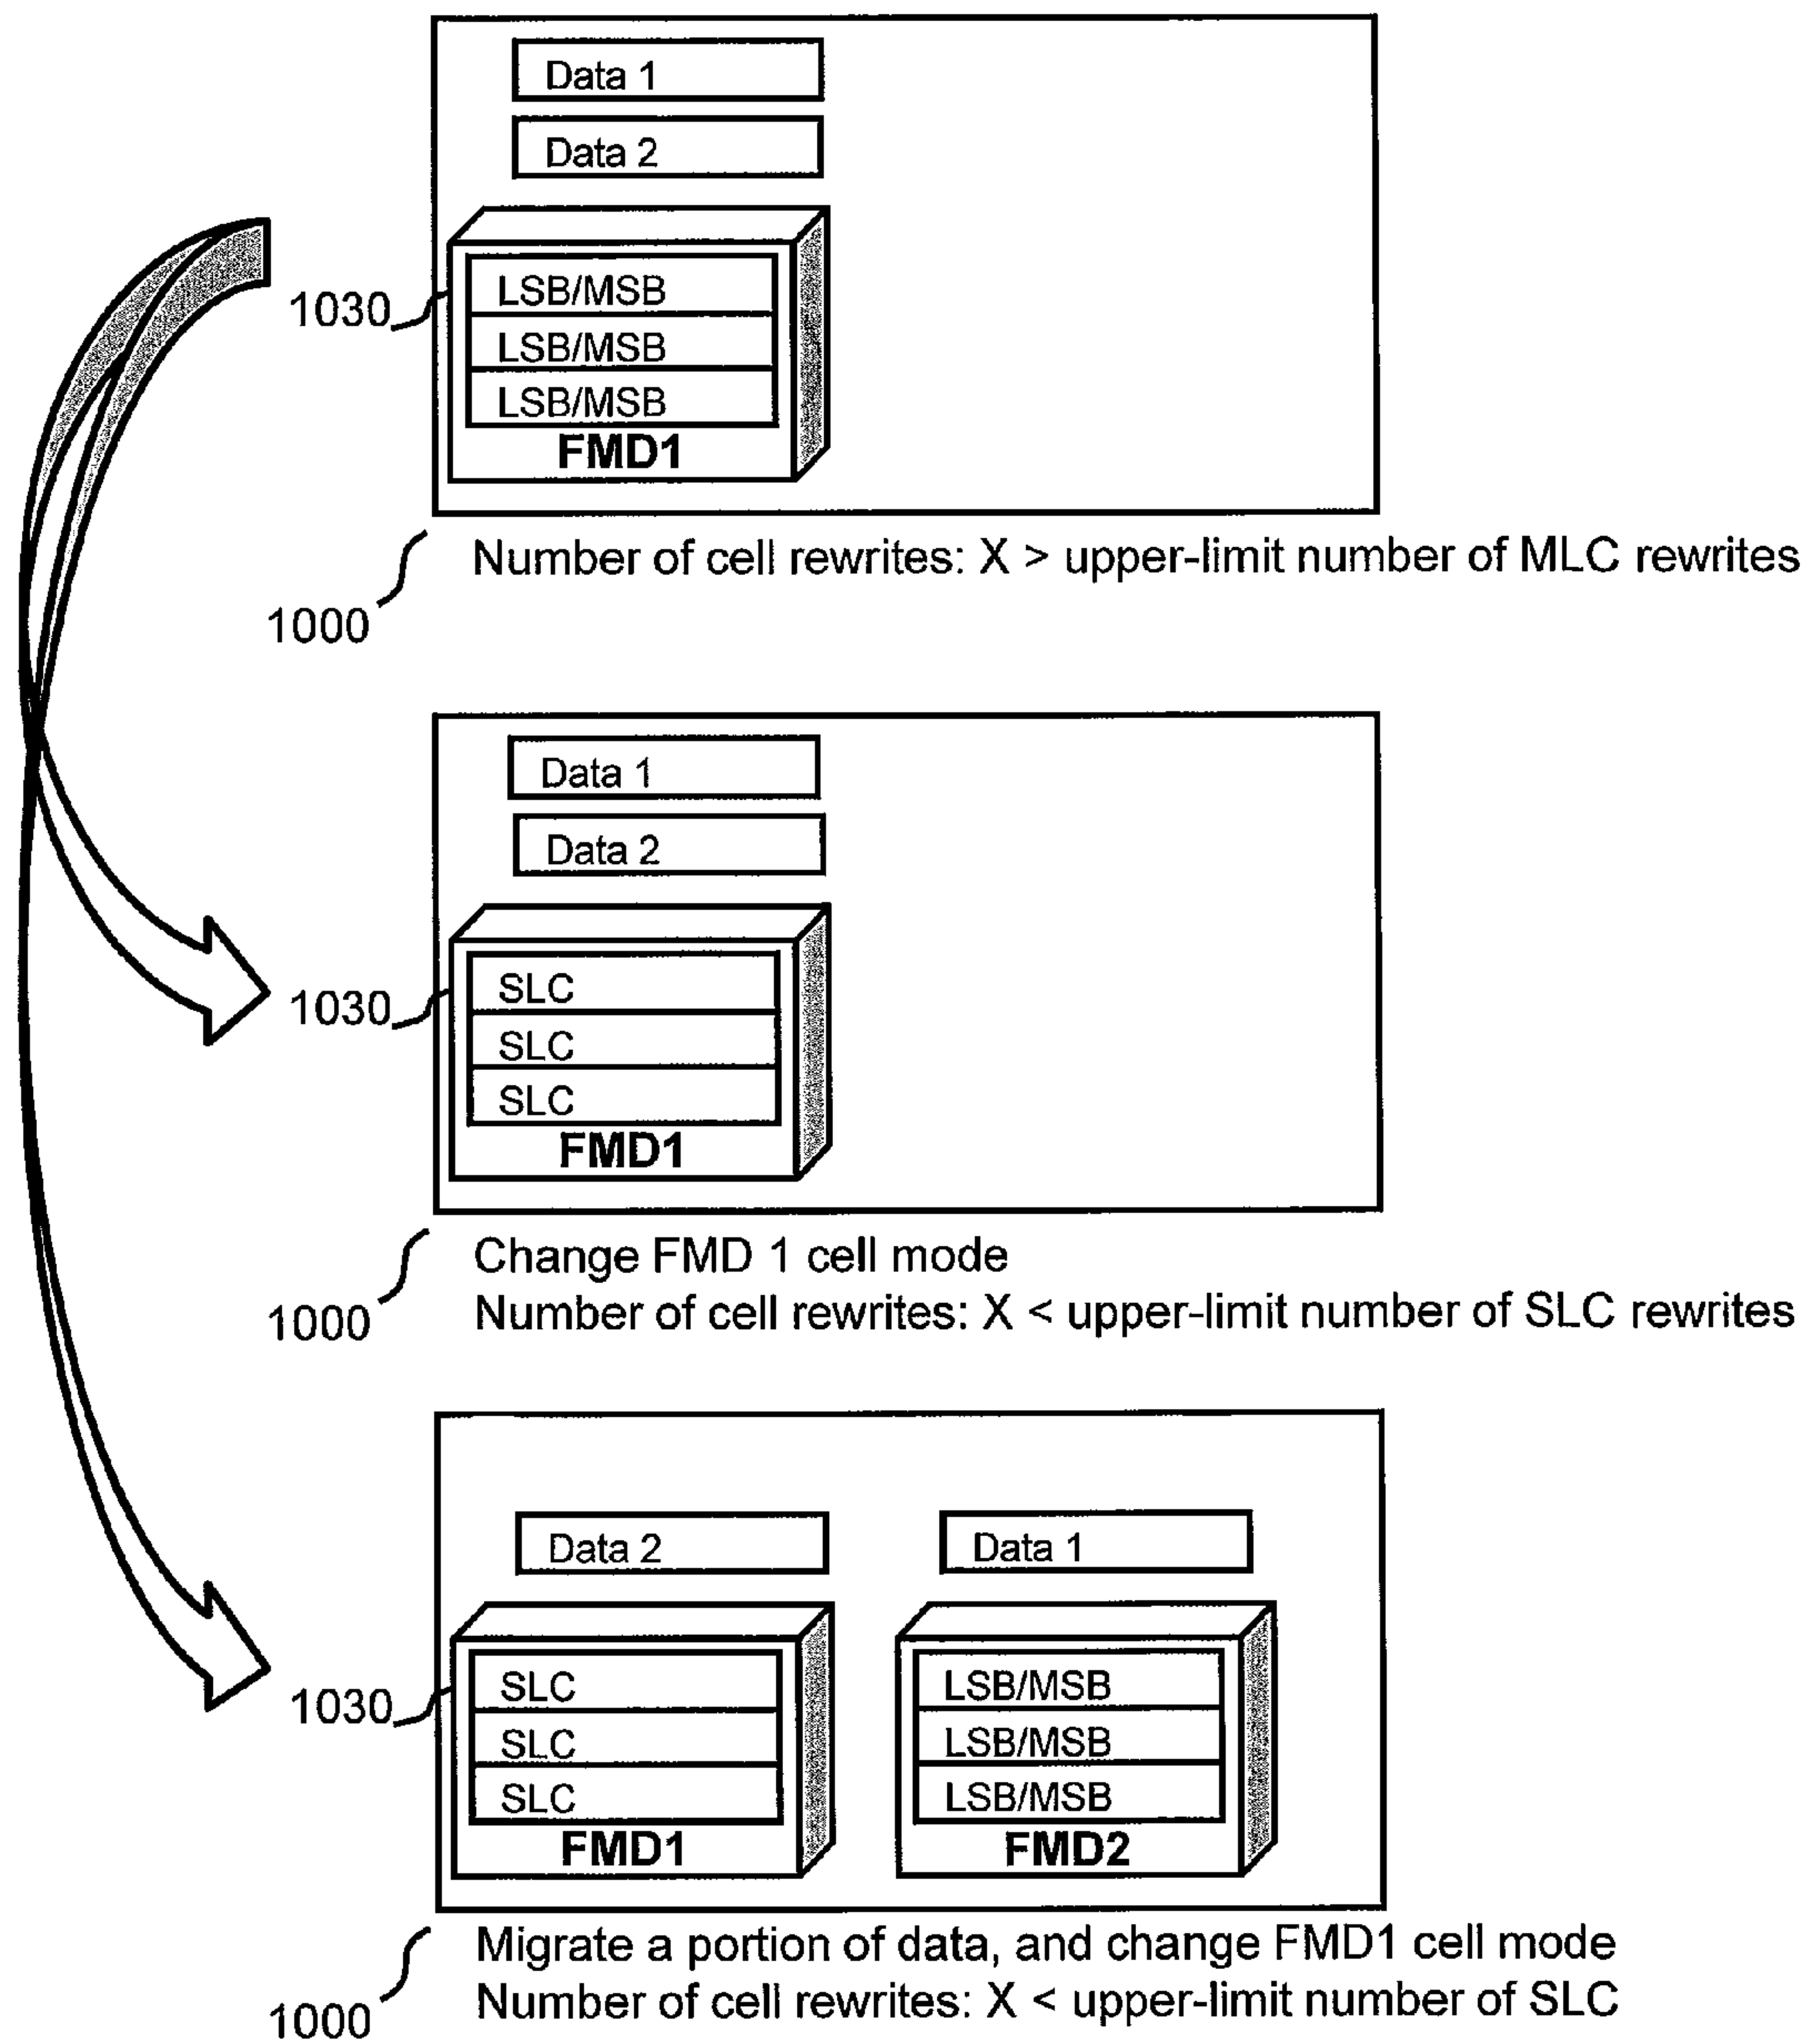 Data 1
Data 2
1030
LSB/MSB
LSB/MSB
LSB/MSB
FMD1
Number of cell rewrites: X > upper-limit number of MLC rewrites
1000
Data 1
Data 2
1030
SLC
SLC
SLC
FMD1
Change FMD 1 cell mode
Number of cell rewrites: X < upper-limit number of SLC rewrites
1000
Data 2
Data 1
1030
SLC
SLC
SLC
FMD1
LSB/MSB
LSB/MSB
LSB/MSB
FMD2
Migrate a portion of data, and change FMD1 cell mode
Number of cell rewrites: X < upper-limit number of SLC
1000